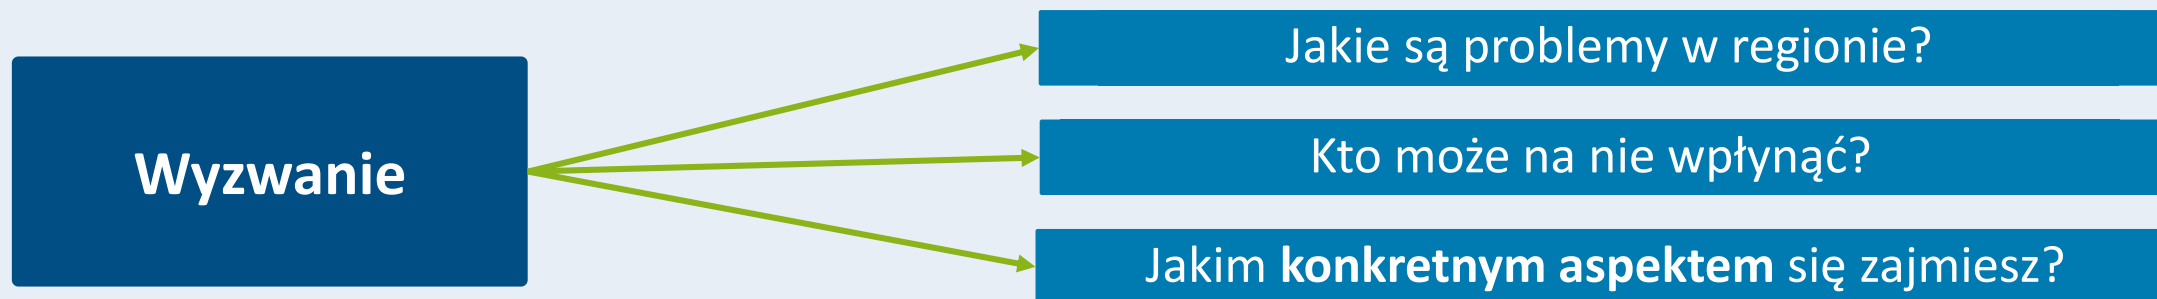 Wyzwanie
Jakie są problemy w regionie?
Kto może na nie wpłynąć?
Jakim konkretnym aspektem się zajmiesz?